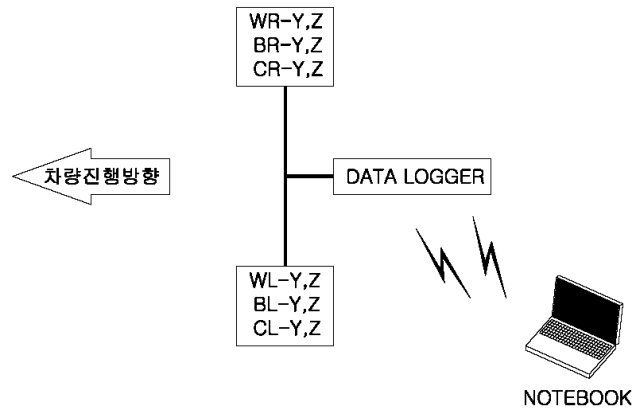 WR-Y,Z
BR-Y,Z
CR-Y,Z
차량진행방향
DATA LOGGER
WL-Y,Z
BL-Y,Z
CL-Y,Z
NOTEBOOK